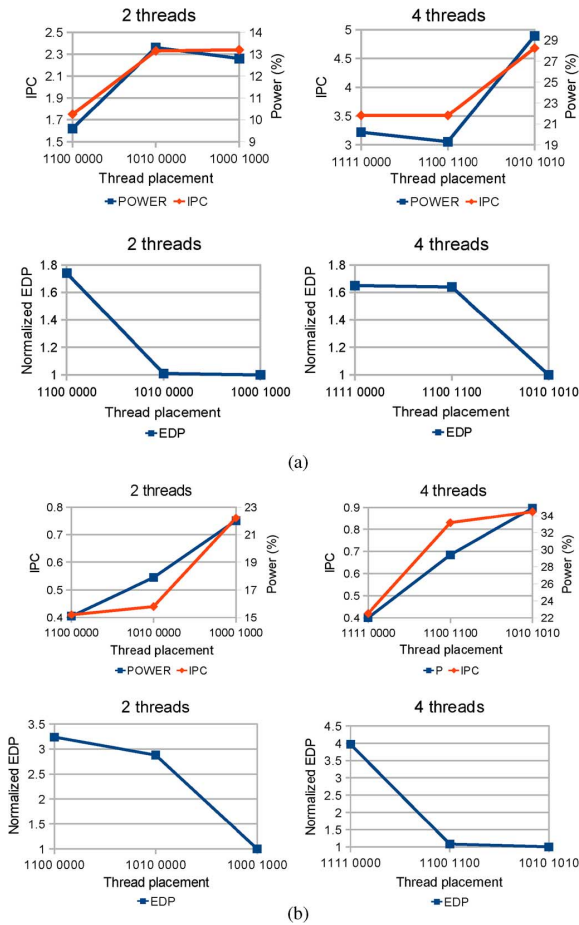 2 threads
4 threads
2.5
2.3
2.1
1.9
1.7
1.5
IPC
14
13
12
11
10
9
Power (%)
1100 0000
1010 0000
1000 1000
Thread placement
POWER
IPC
5
4.5
4
3.5
3
IPC
29
27
25
23
21
19
Power (%)
1111 0000
1100 1100
1010 1010
Thread placement
POWER
IPC
2 threads
4 threads
1.8
1.6
1.4
1.2
1
Normalized EDP
1100 0000
1010 0000
1000 1000
Thread placement
EDP
1.8
1.6
1.4
1.2
1
Normalized EDP
1111 0000
1100 1100
1010 1010
Thread placement
EDP
(a)
2 threads
4 threads
0.8
0.7
0.6
0.5
0.4
IPC
23
21
19
17
15
Power (%)
1100 0000
1010 0000
1000 1000
Thread placement
POWER
IPC
0.9
0.8
0.7
0.6
0.5
0.4
IPC
34
32
30
28
26
24
22
Power (%)
1111 0000
1100 1100
1010 1010
Thread placement
P
IPC
2 threads
4 threads
3.5
3
2.5
2
1.5
1
Normalized EDP
1100 0000
1010 0000
1000 1000
Thread placement
EDP
4.5
4
3.5
3
2.5
2
1.5
1
Normalized EDP
1111 0000
1100 1100
1010 1010
Thread placement
EDP
(b)